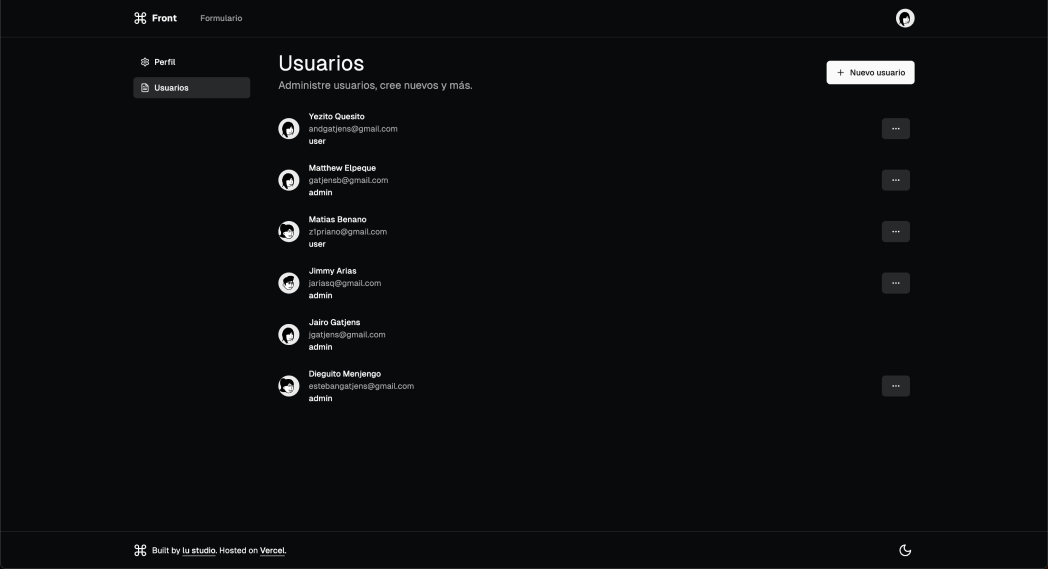 Front
Formulario
Perfil
Usuarios
Usuarios
Administre usuarios, cree nuevos y más.
+ Nuevo usuario
Yezito Quesito
andgatjens@gmail.com
user
...
Matthew Elpeque
gatjensb@gmail.com
admin
...
Matias Benano
z1priano@gmail.com
user
...
Jimmy Arias
jariasq@gmail.com
admin
...
Jairo Gatjens
jgatjens@gmail.com
admin
Dieguito Menjengo
estebangatjens@gmail.com
admin
...
Built by lu studio. Hosted on Vercel.